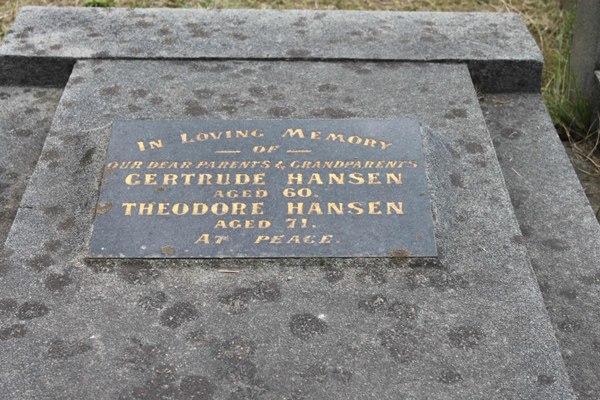 IN LOVING MEMORY
— OF —
OUR DEAR PARENTS & GRANDPARENTS
GERTRUDE HANSEN
AGED 60.
THEODORE HANSEN
AGED 71.
AT PEACE.